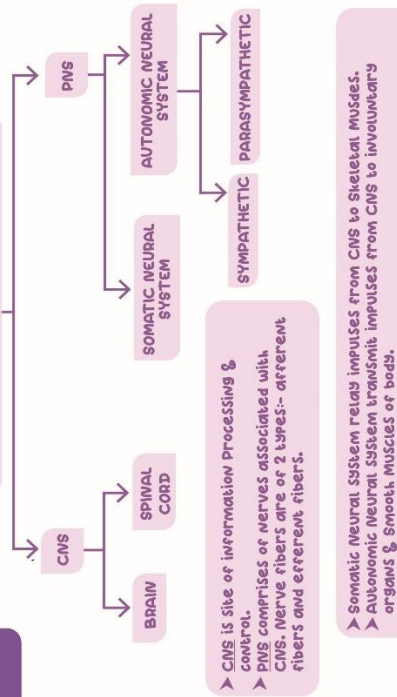 CNS
PNS
BRAIN
SPINAL
CORD
SOMATIC NEURAL
SYSTEM
AUTONOMIC NEURAL
SYSTEM
SYMPATHETIC
PARASYMPATHETIC
➤ CNS is site of information Processing &
control.
➤ PNS comprises of nerves associated with
CNS. Nerve fibers are of 2 types:- afferent
fibers and efferent fibers.
➤ Somatic Neural System relay impulses from CNS to Skeletal Musdes.
➤ Autonomic Neural System transmit impulses from CNS to involuntary
organs & Smooth Muscles of body.